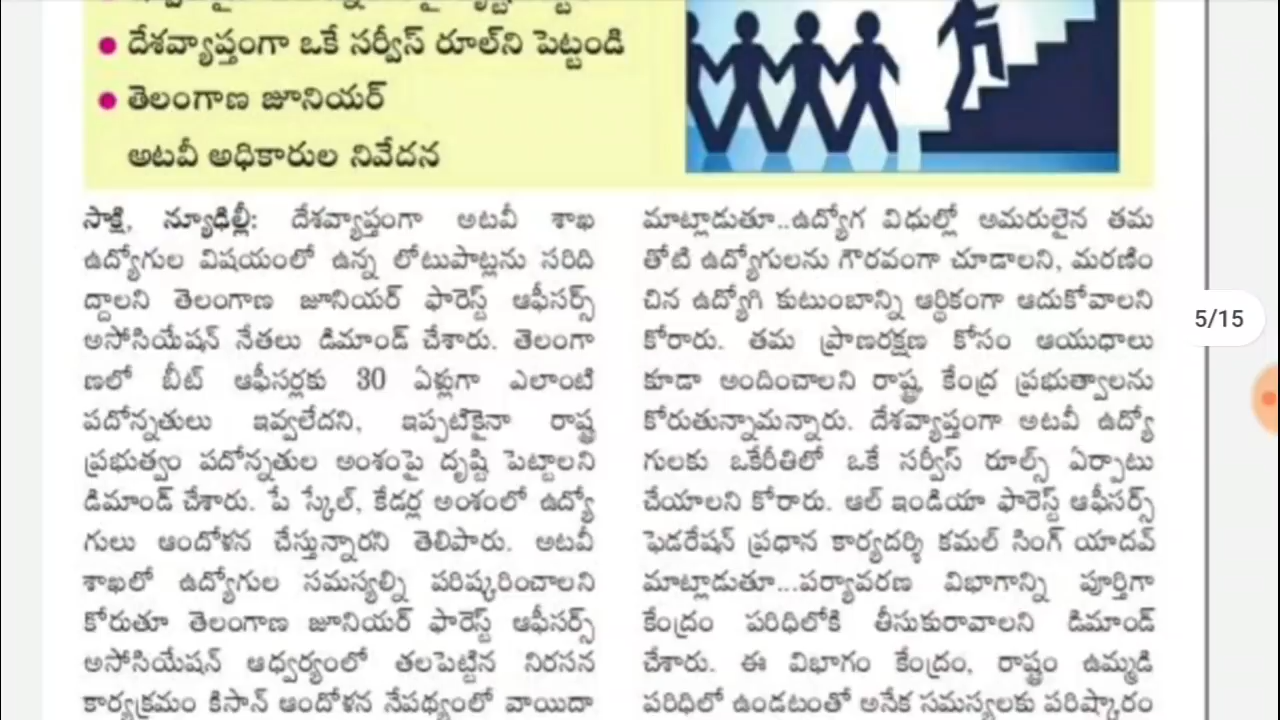 దేశవ్యాప్తంగా ఒకే సర్వీస్ రూల్‌ని పెట్టండి
తెలంగాణ జూనియర్
అటవీ అధికారుల నివేదన
సాక్షి, న్యూఢిల్లీ: దేశవ్యాప్తంగా అటవీ శాఖ
ఉద్యోగుల విషయంలో ఉన్న లోటుపాట్లను సరిది
ద్దాలని తెలంగాణ జూనియర్ ఫారెస్ట్ ఆఫీసర్స్
అసోసియేషన్ నేతలు డిమాండ్ చేశారు. తెలంగా
ణలో బీట్ ఆఫీసర్లకు 30 ఏళ్లుగా ఎలాంటి
పదోన్నతులు ఇవ్వలేదని, ఇప్పటికైనా రాష్ట్ర
ప్రభుత్వం పదోన్నతుల అంశంపై దృష్టి పెట్టాలని
డిమాండ్ చేశారు. పే స్కేల్, కేడర్ల అంశంలో ఉద్యో
గులు ఆందోళన చేస్తున్నారని తెలిపారు. అటవీ
శాఖలో ఉద్యోగుల సమస్యల్ని పరిష్కరించాలని
కోరుతూ తెలంగాణ జూనియర్ ఫారెస్ట్ ఆఫీసర్స్
అసోసియేషన్ ఆధ్వర్యంలో తలపెట్టిన నిరసన
కార్యక్రమం కిసాన్ ఆందోళన నేపథ్యంలో వాయిదా
మాట్లాడుతూ..ఉద్యోగ విధుల్లో అమరులైన తమ
తోటి ఉద్యోగులను గౌరవంగా చూడాలని, మరణిం
చిన ఉద్యోగి కుటుంబాన్ని ఆర్థికంగా ఆదుకోవాలని
కోరారు. తమ ప్రాణరక్షణ కోసం ఆయుధాలు
కూడా అందించాలని రాష్ట్ర, కేంద్ర ప్రభుత్వాలను
కోరుతున్నామన్నారు. దేశవ్యాప్తంగా అటవీ ఉద్యో
గులకు ఒకేరీతిలో ఒకే సర్వీస్ రూల్స్ ఏర్పాటు
చేయాలని కోరారు. ఆల్ ఇండియా ఫారెస్ట్ ఆఫీసర్స్
ఫెడరేషన్ ప్రధాన కార్యదర్శి కమల్ సింగ్ యాదవ్
మాట్లాడుతూ...పర్యావరణ విభాగాన్ని పూర్తిగా
కేంద్రం పరిధిలోకి తీసుకురావాలని డిమాండ్
చేశారు. ఈ విభాగం కేంద్రం, రాష్ట్రం ఉమ్మడి
పరిధిలో ఉండటంతో అనేక సమస్యలకు పరిష్కారం
5/15